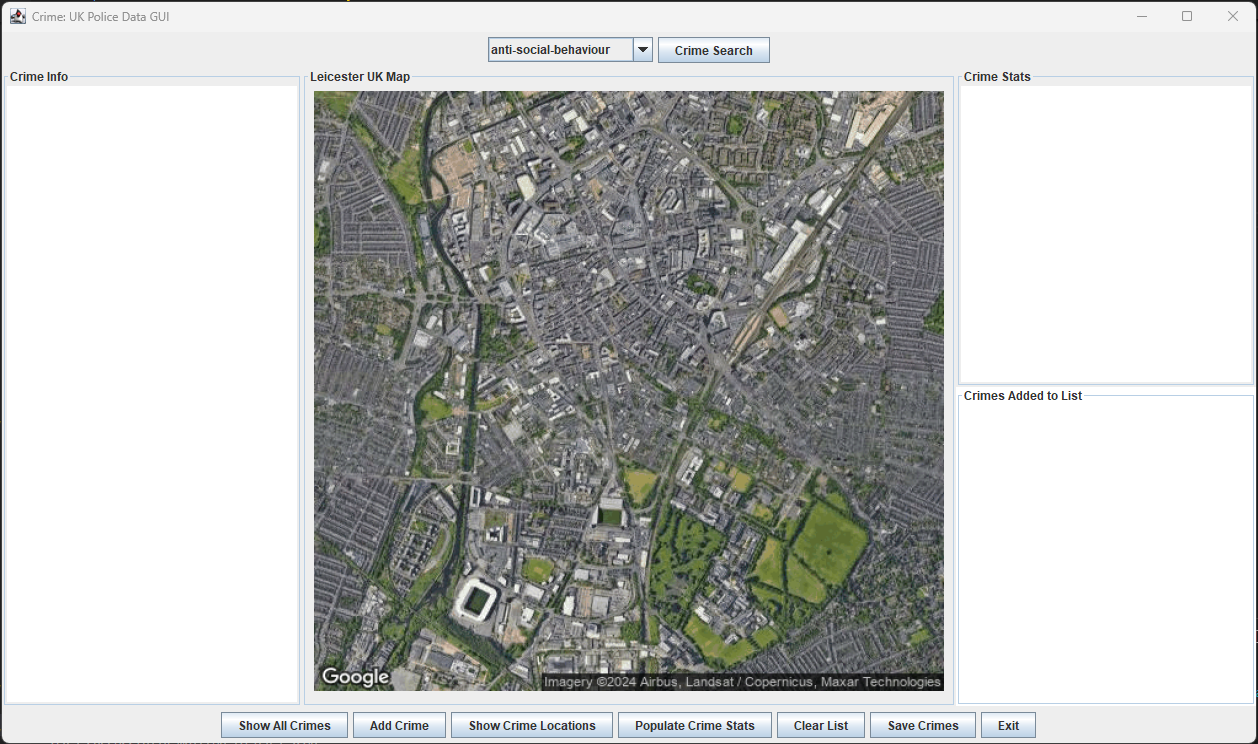 Crime: UK Police Data GUI
anti-social-behaviour
Crime Search
Crime Info
Leicester UK Map
Crime Stats
Crimes Added to List
Google
Imagery ©2024 Airbus, Landsat / Copernicus, Maxar Technologies
Show All Crimes
Add Crime
Show Crime Locations
Populate Crime Stats
Clear List
Save Crimes
Exit